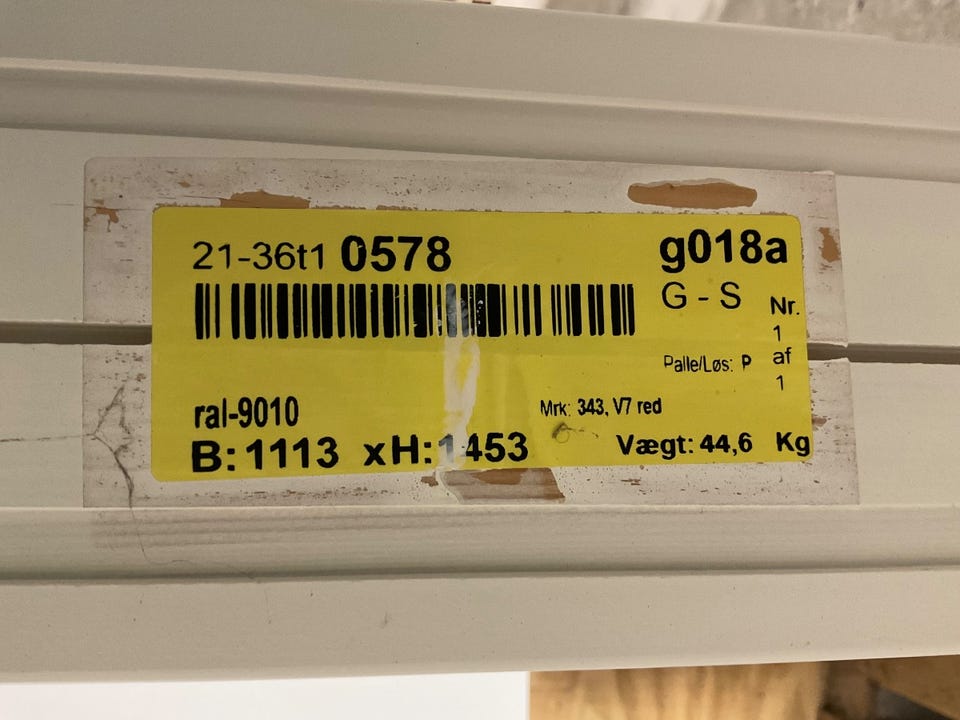 21-36t1 0578
g018a
G - S
Nr.
1
af
1
Palle/Løs: P
ral-9010
Mrk: 343, V7 red
B: 1113 xH: 1453
Vægt: 44,6 Kg